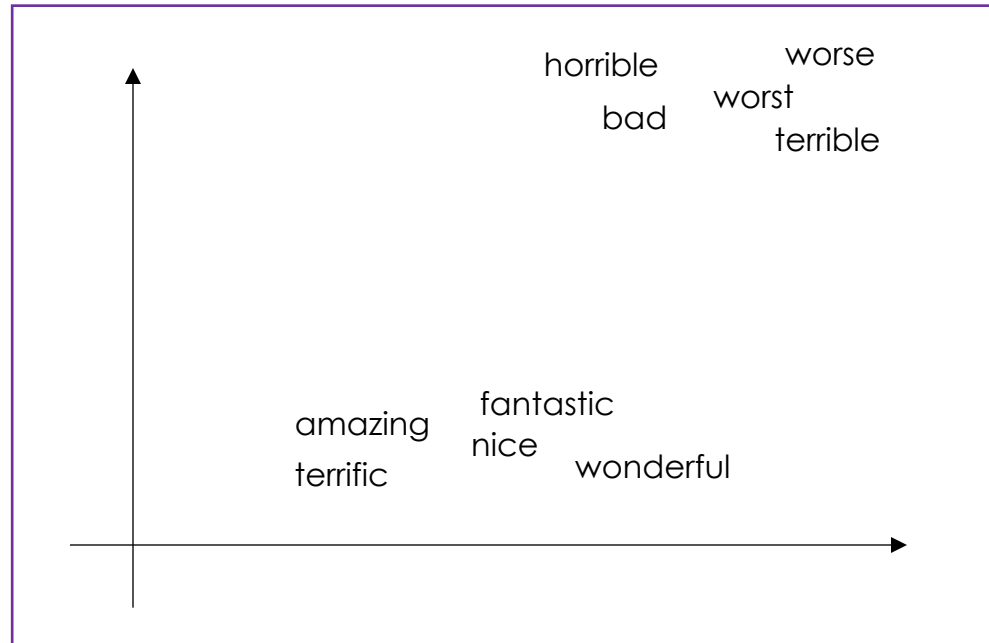 horrible
worse
worst
bad
terrible
fantastic
amazing
nice
wonderful
terrific